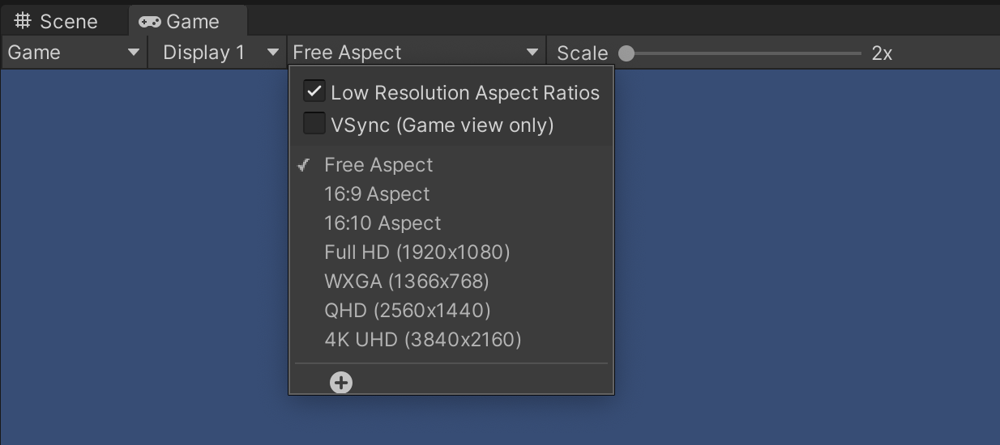 Scene Game
Game Display 1 Free Aspect Scale 2x
Low Resolution Aspect Ratios
VSync (Game view only)
Free Aspect
16:9 Aspect
16:10 Aspect
Full HD (1920x1080)
WXGA (1366x768)
QHD (2560x1440)
4K UHD (3840x2160)